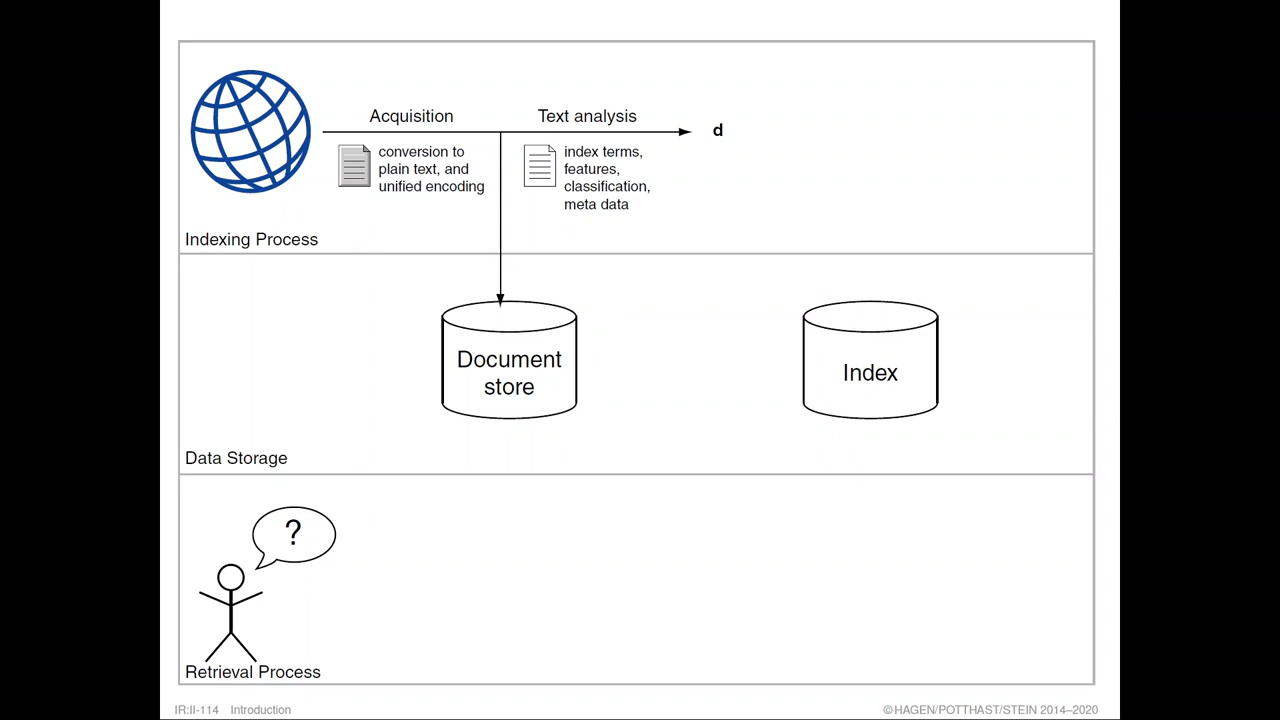 Acquisition
Text analysis
d
conversion to
plain text, and
unified encoding
index terms,
features,
classification,
meta data
Indexing Process
Document
store
Index
Data Storage
?
Retrieval Process
IR:II-114 Introduction
©HAGEN/POTTHAST/STEIN 2014–2020